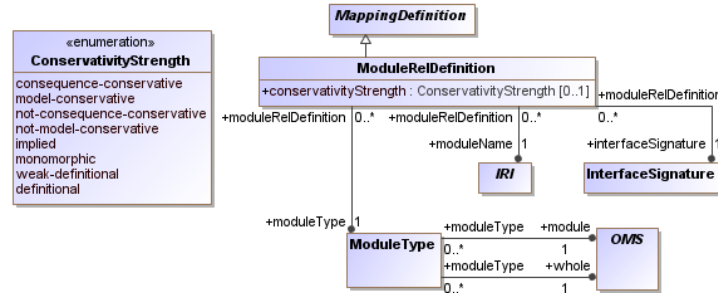 MappingDefinition
«enumeration»
ConservativityStrength
consequence-conservative
model-conservative
not-consequence-conservative
not-model-conservative
implied
monomorphic
weak-definitional
definitional
ModuleRelDefinition
+conservativityStrength : ConservativityStrength [0..1]
+moduleRelDefinition
0..*
+moduleRelDefinition
0..*
+moduleRelDefinition
0..*
+moduleName 1
+interfaceSignature 1
IRI
InterfaceSignature
+moduleType 1
ModuleType
+moduleType +module
0..* 1
+moduleType +whole
0..* 1
OMS